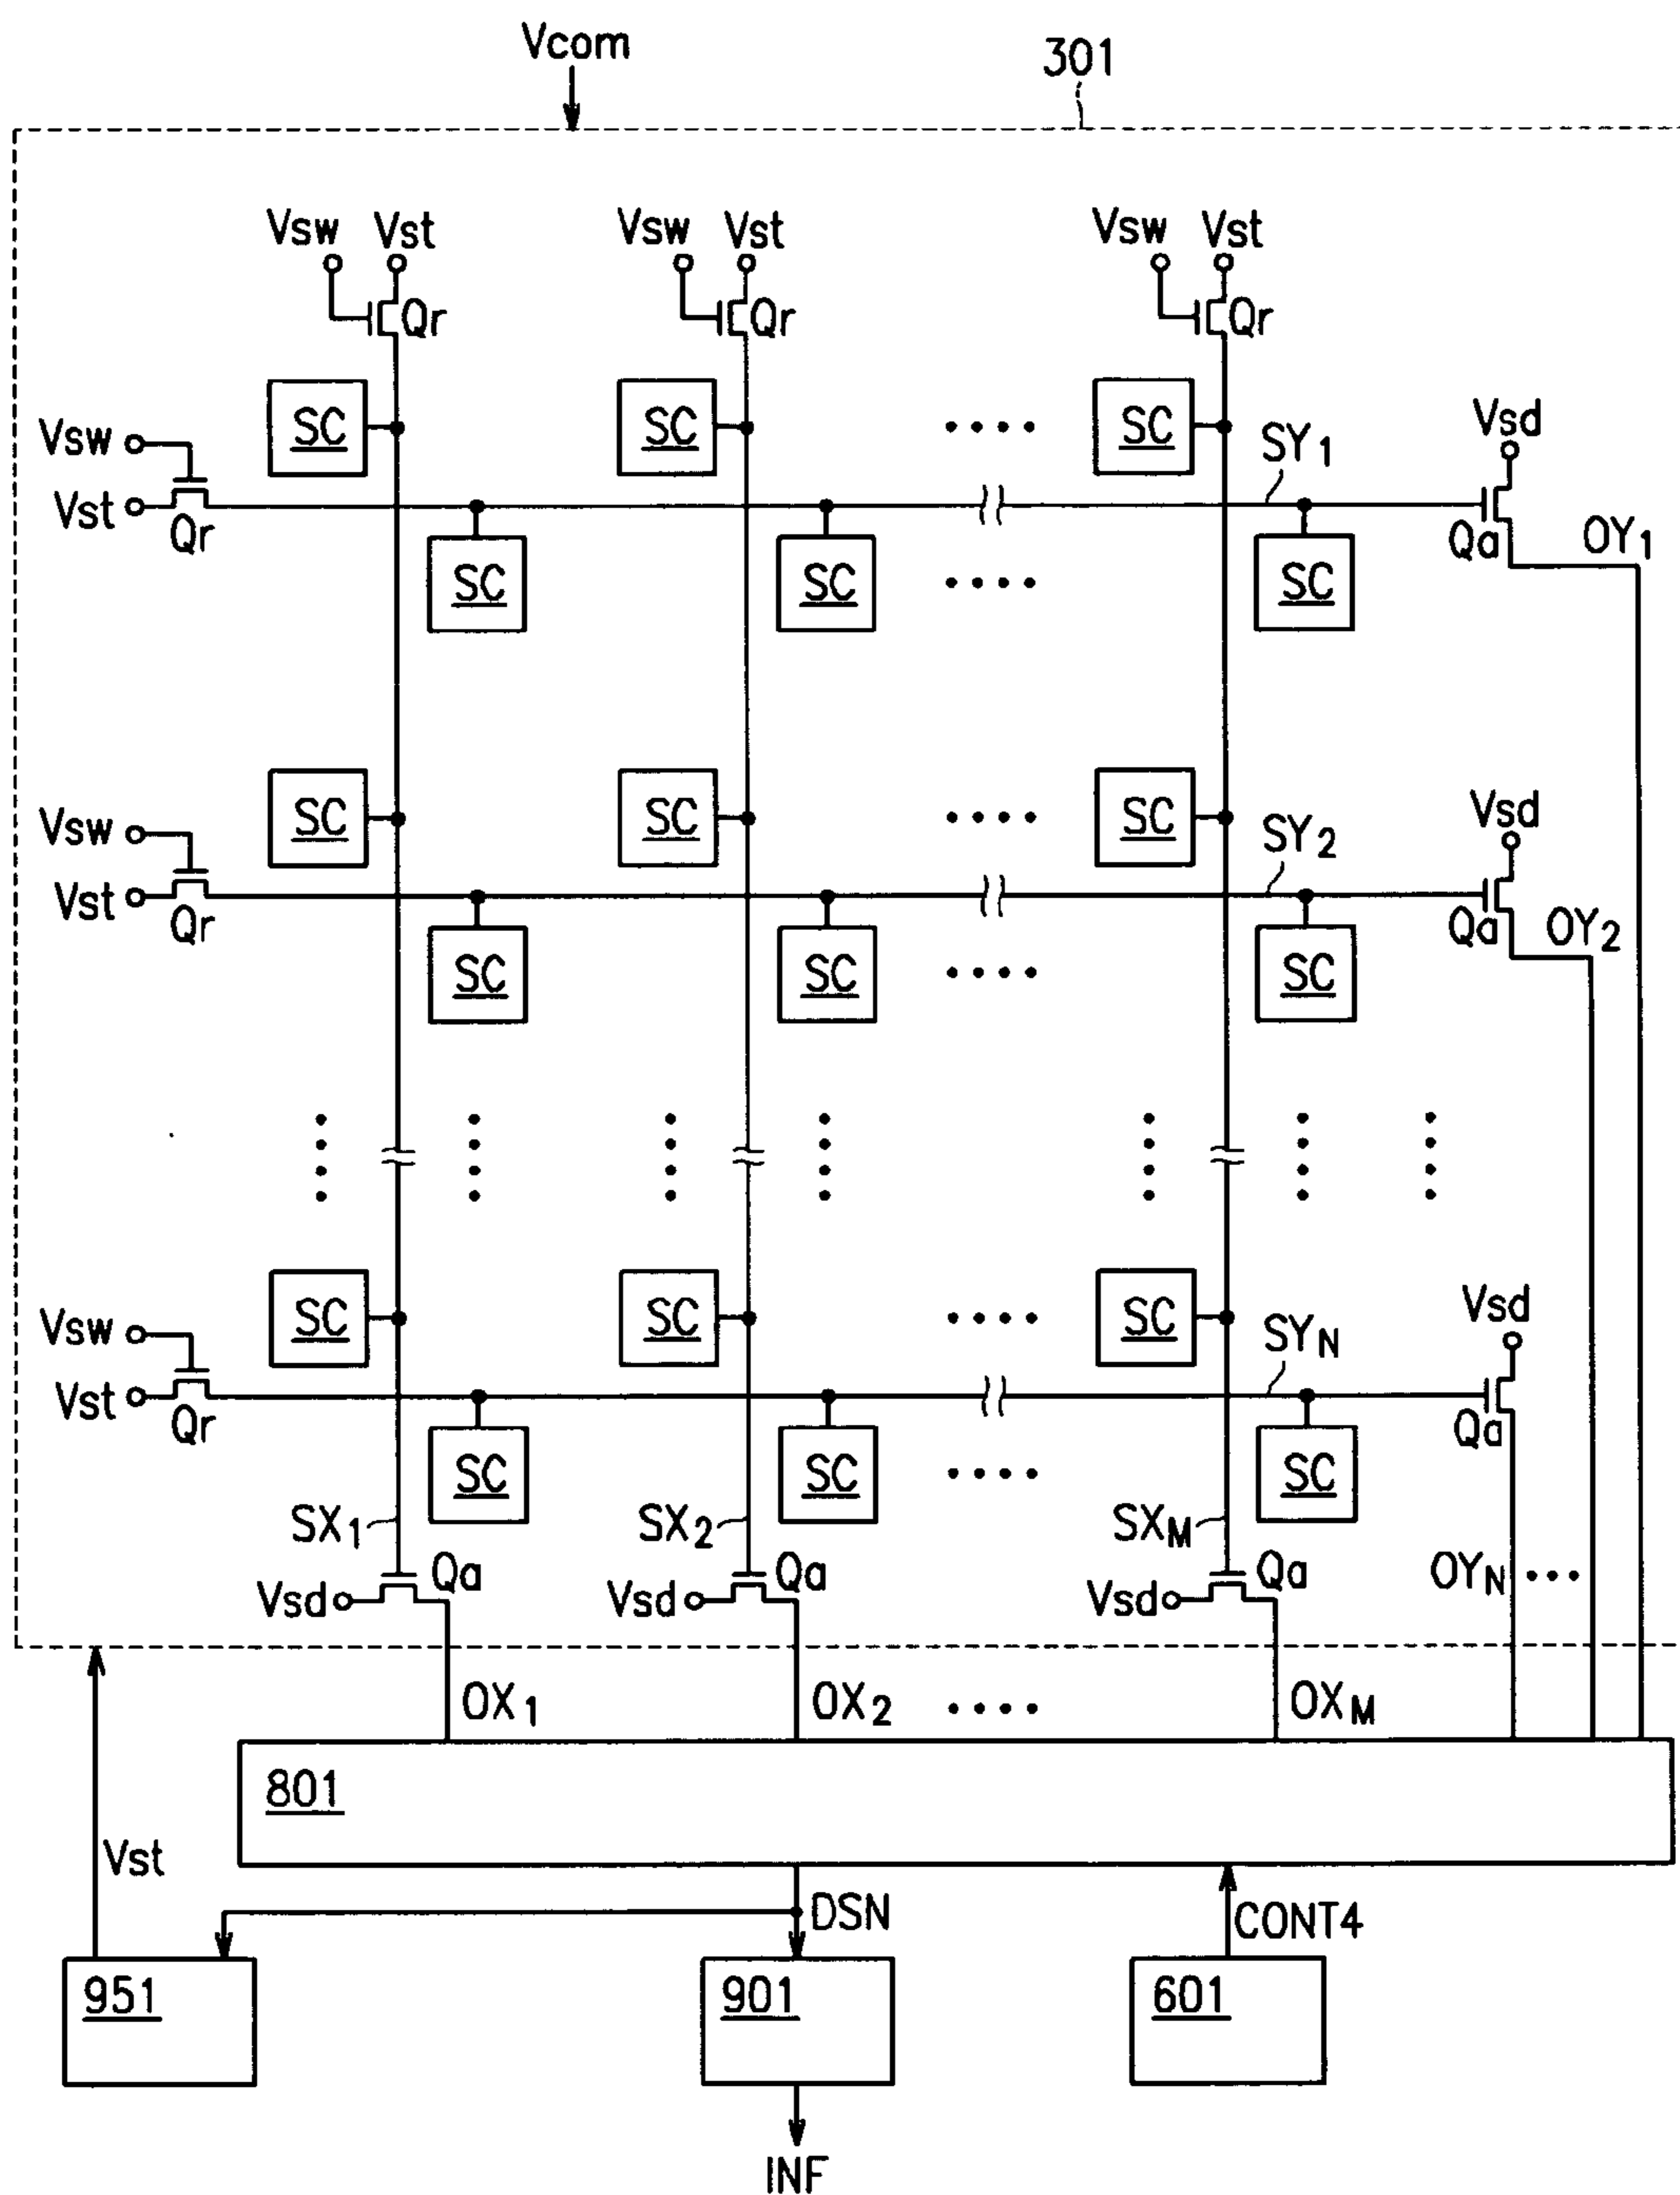 Vcom
301
Vsw Vst Vsw Vst Vsw Vst
Qr Qr Qr
SC SC SC
Vsw
Vst
Qr
SY1
Vsd
Qa
OY1
SC SC SC
SC SC SC
Vsw
Vst
Qr
SY2
Vsd
Qa
OY2
SC SC SC
SC SC SC
Vsw
Vst
Qr
SYN
Vsd
Qa
SC SC SC
SX1 SX2 SXM
Qa Qa Qa
Vsd Vsd Vsd
OYN
OX1 OX2 OXM
801
Vst
DSN
CONT4
951
901
601
INF